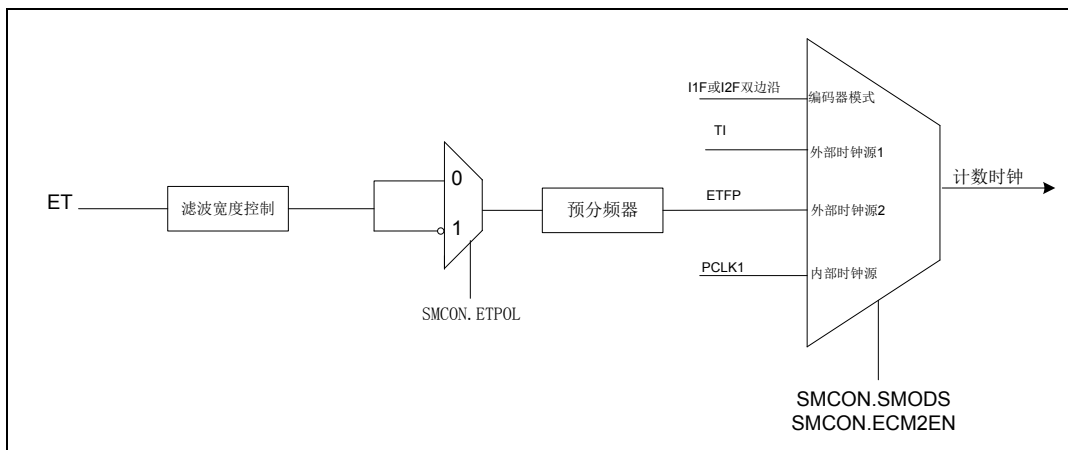 I1F或I2F双边沿
编码器模式
TI
外部时钟源1
计数时钟
ET
滤波宽度控制
0
1
预分频器
ETFP
外部时钟源2
PCLK1
内部时钟源
SMCON.ETPOL
SMCON.SMODS
SMCON.ECM2EN